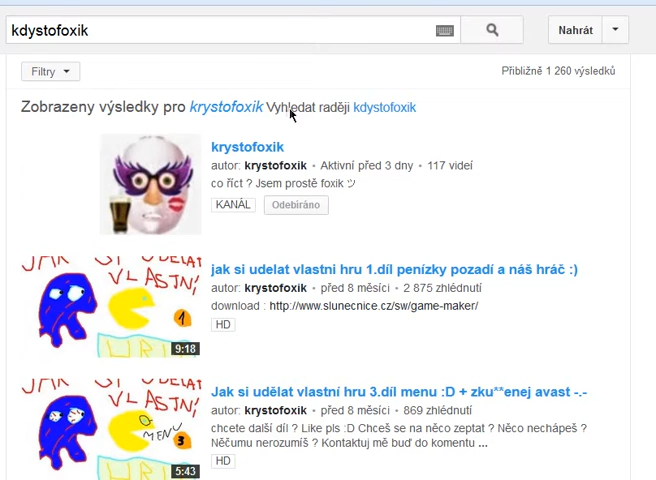 kdystofoxik
Nahrát
Filtry
Přibližně 1 260 výsledků
Zobrazeny výsledky pro krystofoxik Vyhledat raději kdystofoxik
krystofoxik
autor: krystofoxik • Aktivní před 3 dny • 117 videí
co říct ? Jsem prostě foxik ツ
KANÁL Odebíráno
JAK SI UDELAT
VLASTNI
1
HRU
9:18
jak si udelat vlastni hru 1.díl penízky pozadí a náš hráč :)
autor: krystofoxik • před 8 měsíci • 2 875 zhlédnutí
download : http://www.slunecnice.cz/sw/game-maker/
HD
JAK SI UDELAT
VLASTNI
MENU
3
HRU
5:43
Jak si udělat vlastní hru 3.díl menu :D + zku**enej avast -.-
autor: krystofoxik • před 8 měsíci • 869 zhlédnutí
chcete další díl ? Like pls :D Chceš se na něco zeptat ? Něco nechápeš ?
Něčumu nerozumíš ? Kontaktuj mě buď do komentu ...
HD